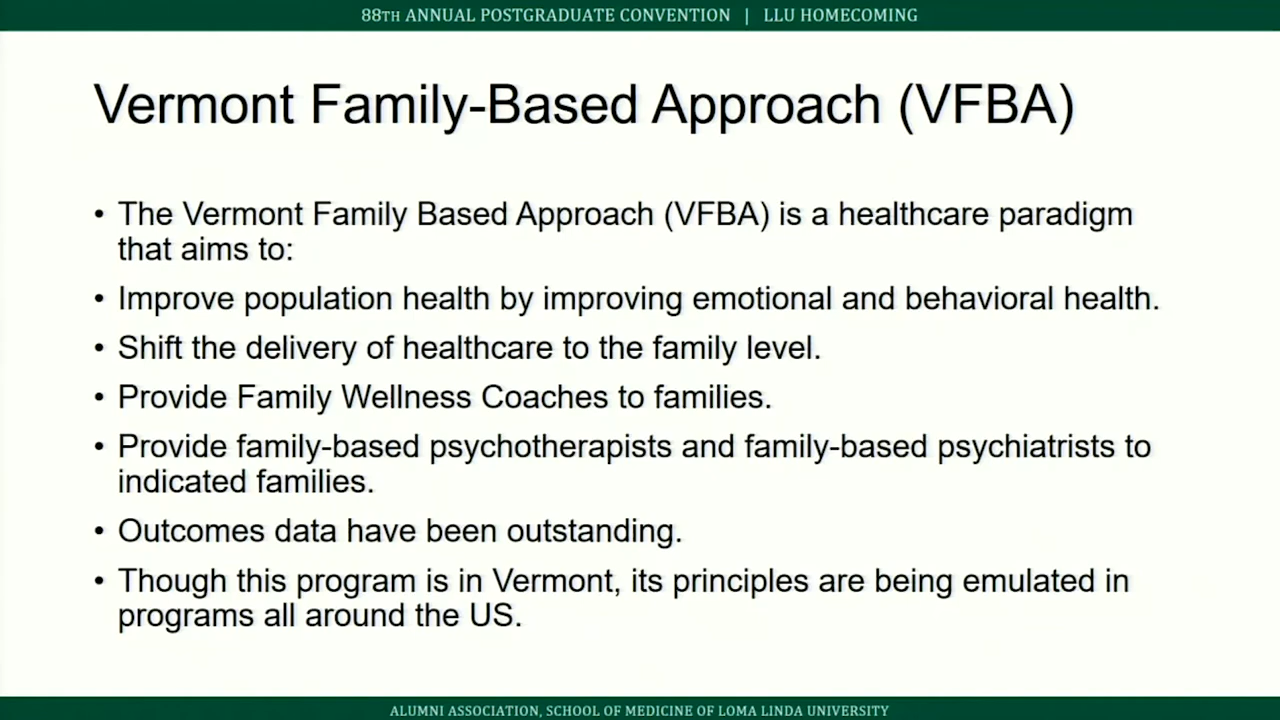 88TH ANNUAL POSTGRADUATE CONVENTION | LLU HOMECOMING
Vermont Family-Based Approach (VFBA)
• The Vermont Family Based Approach (VFBA) is a healthcare paradigm
that aims to:
• Improve population health by improving emotional and behavioral health.
• Shift the delivery of healthcare to the family level.
• Provide Family Wellness Coaches to families.
• Provide family-based psychotherapists and family-based psychiatrists to
indicated families.
• Outcomes data have been outstanding.
• Though this program is in Vermont, its principles are being emulated in
programs all around the US.
ALUMNI ASSOCIATION, SCHOOL OF MEDICINE OF LOMA LINDA UNIVERSITY